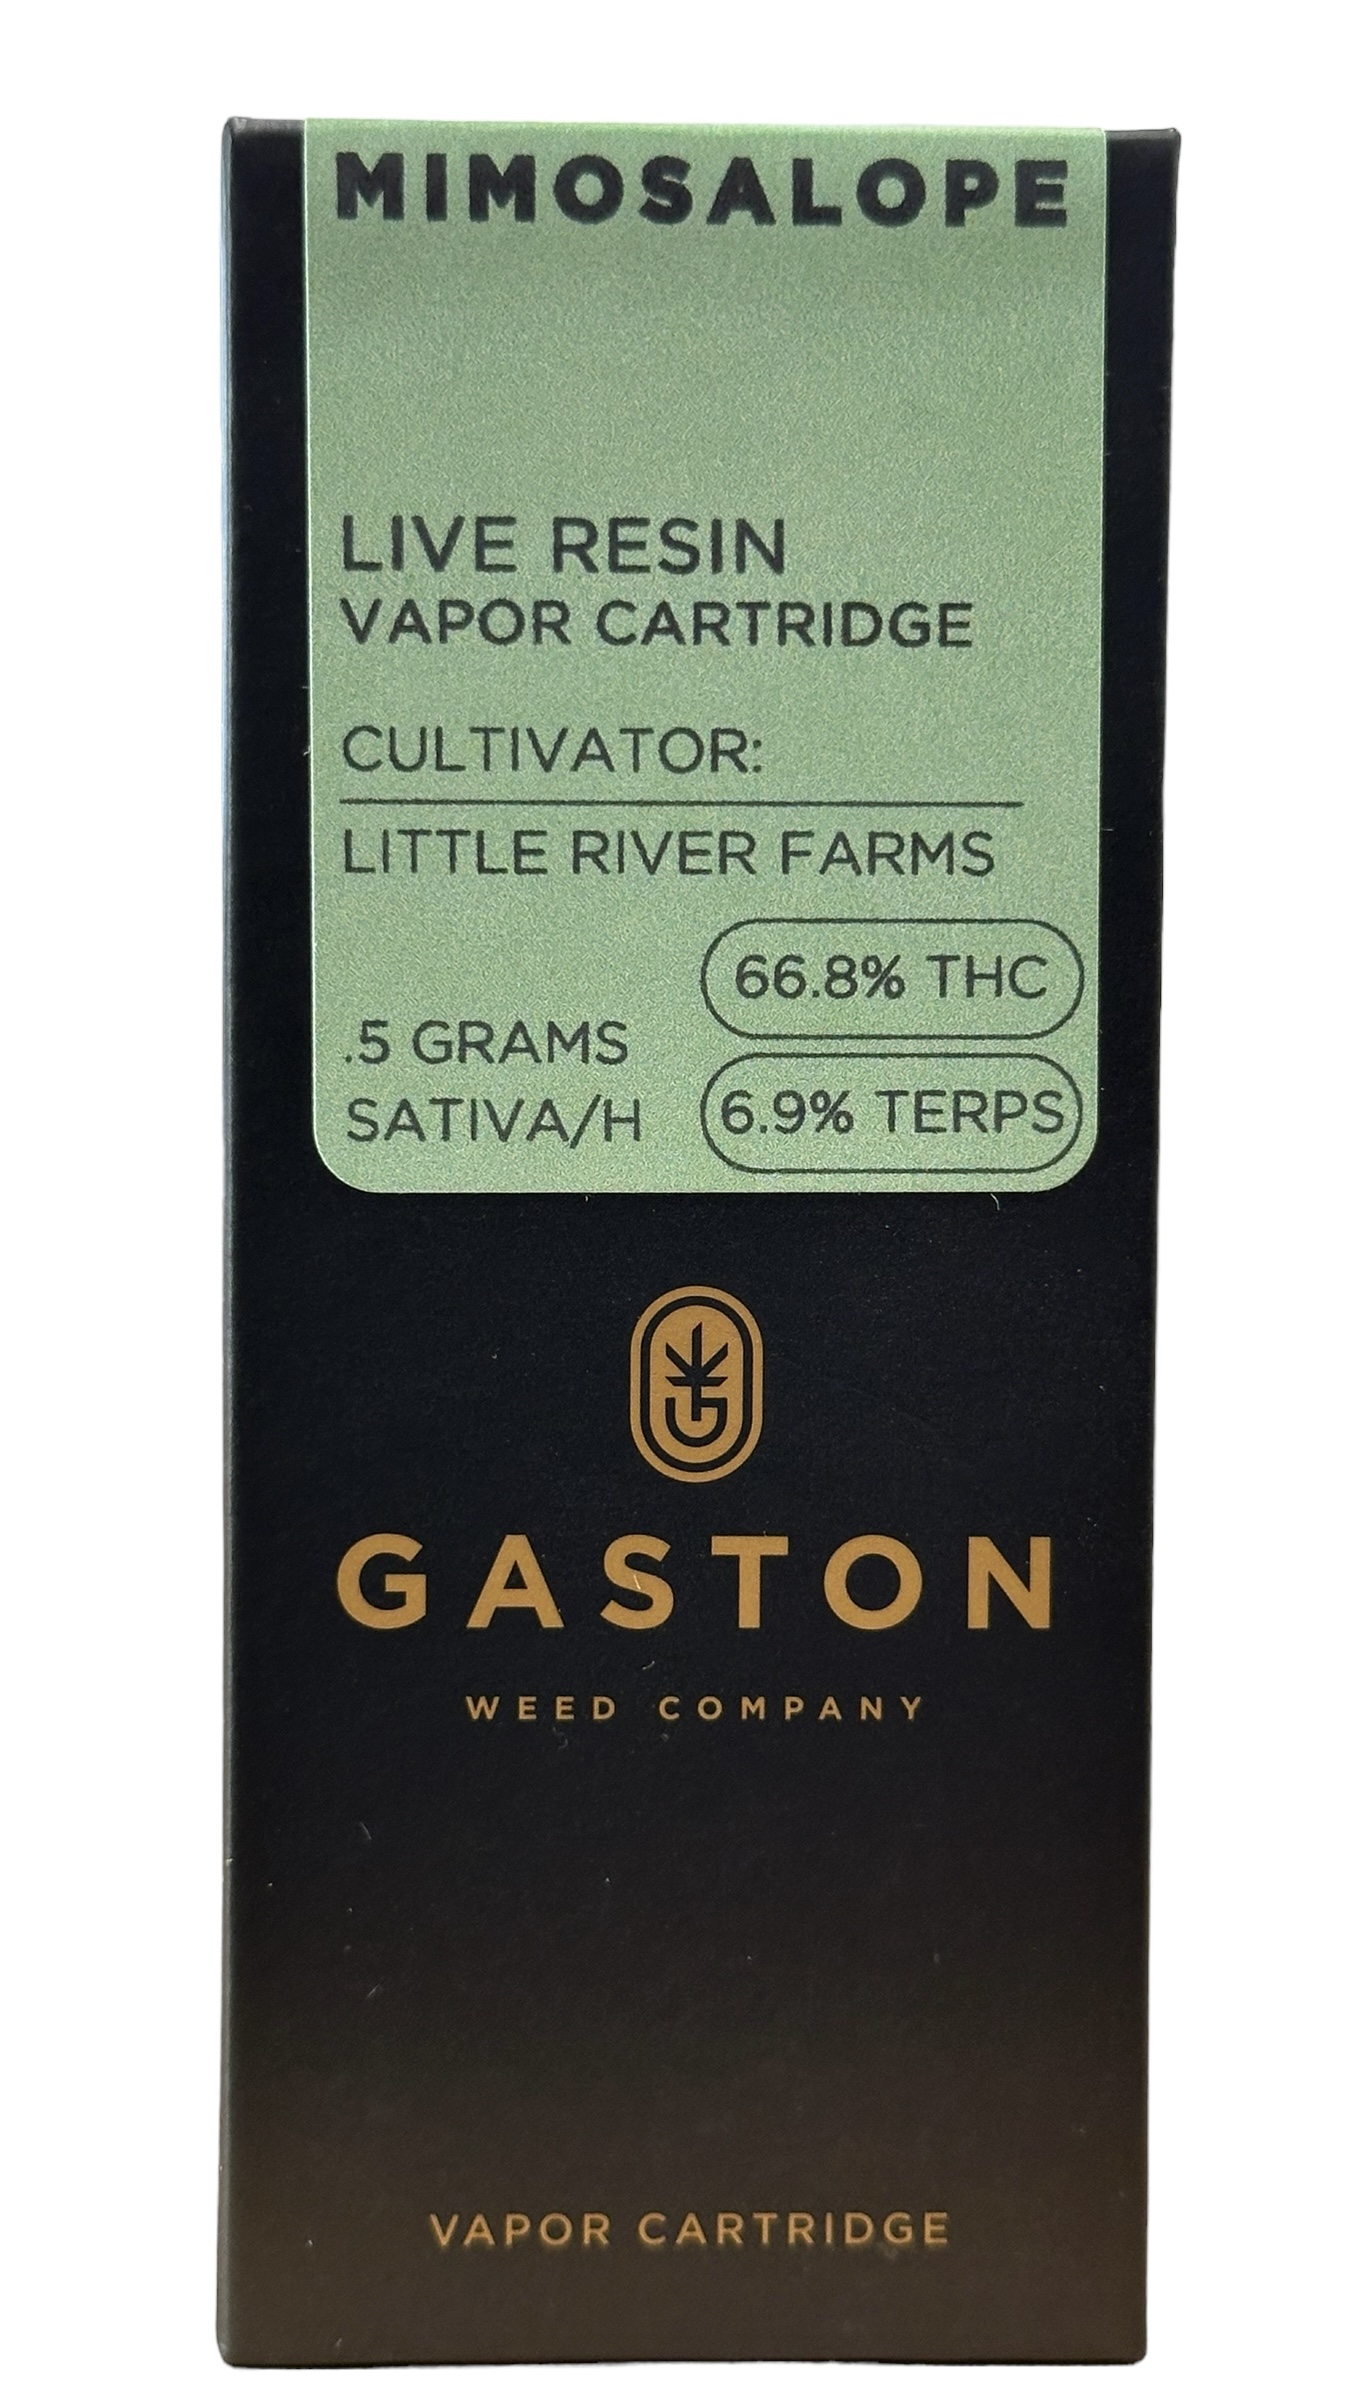 MIMOSALOPE
LIVE RESIN
VAPOR CARTRIDGE
CULTIVATOR:
LITTLE RIVER FARMS
66.8% THC
.5 GRAMS
6.9% TERPS
SATIVA/H
GASTON
WEED COMPANY
VAPOR CARTRIDGE